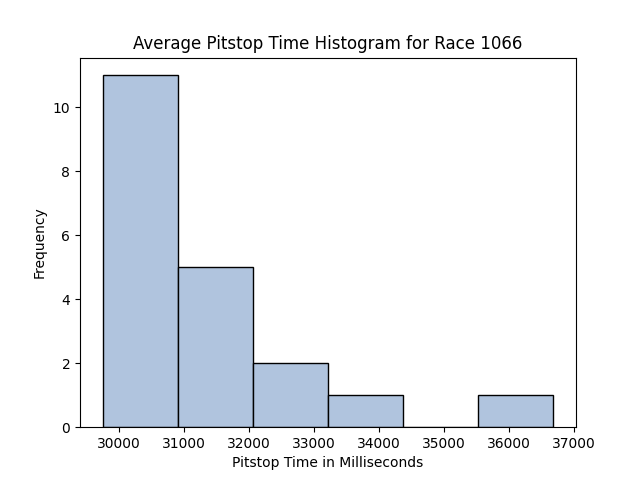 Average Pitstop Time Histogram for Race 1066
Frequency
10
8
6
4
2
0
30000 31000 32000 33000 34000 35000 36000 37000
Pitstop Time in Milliseconds